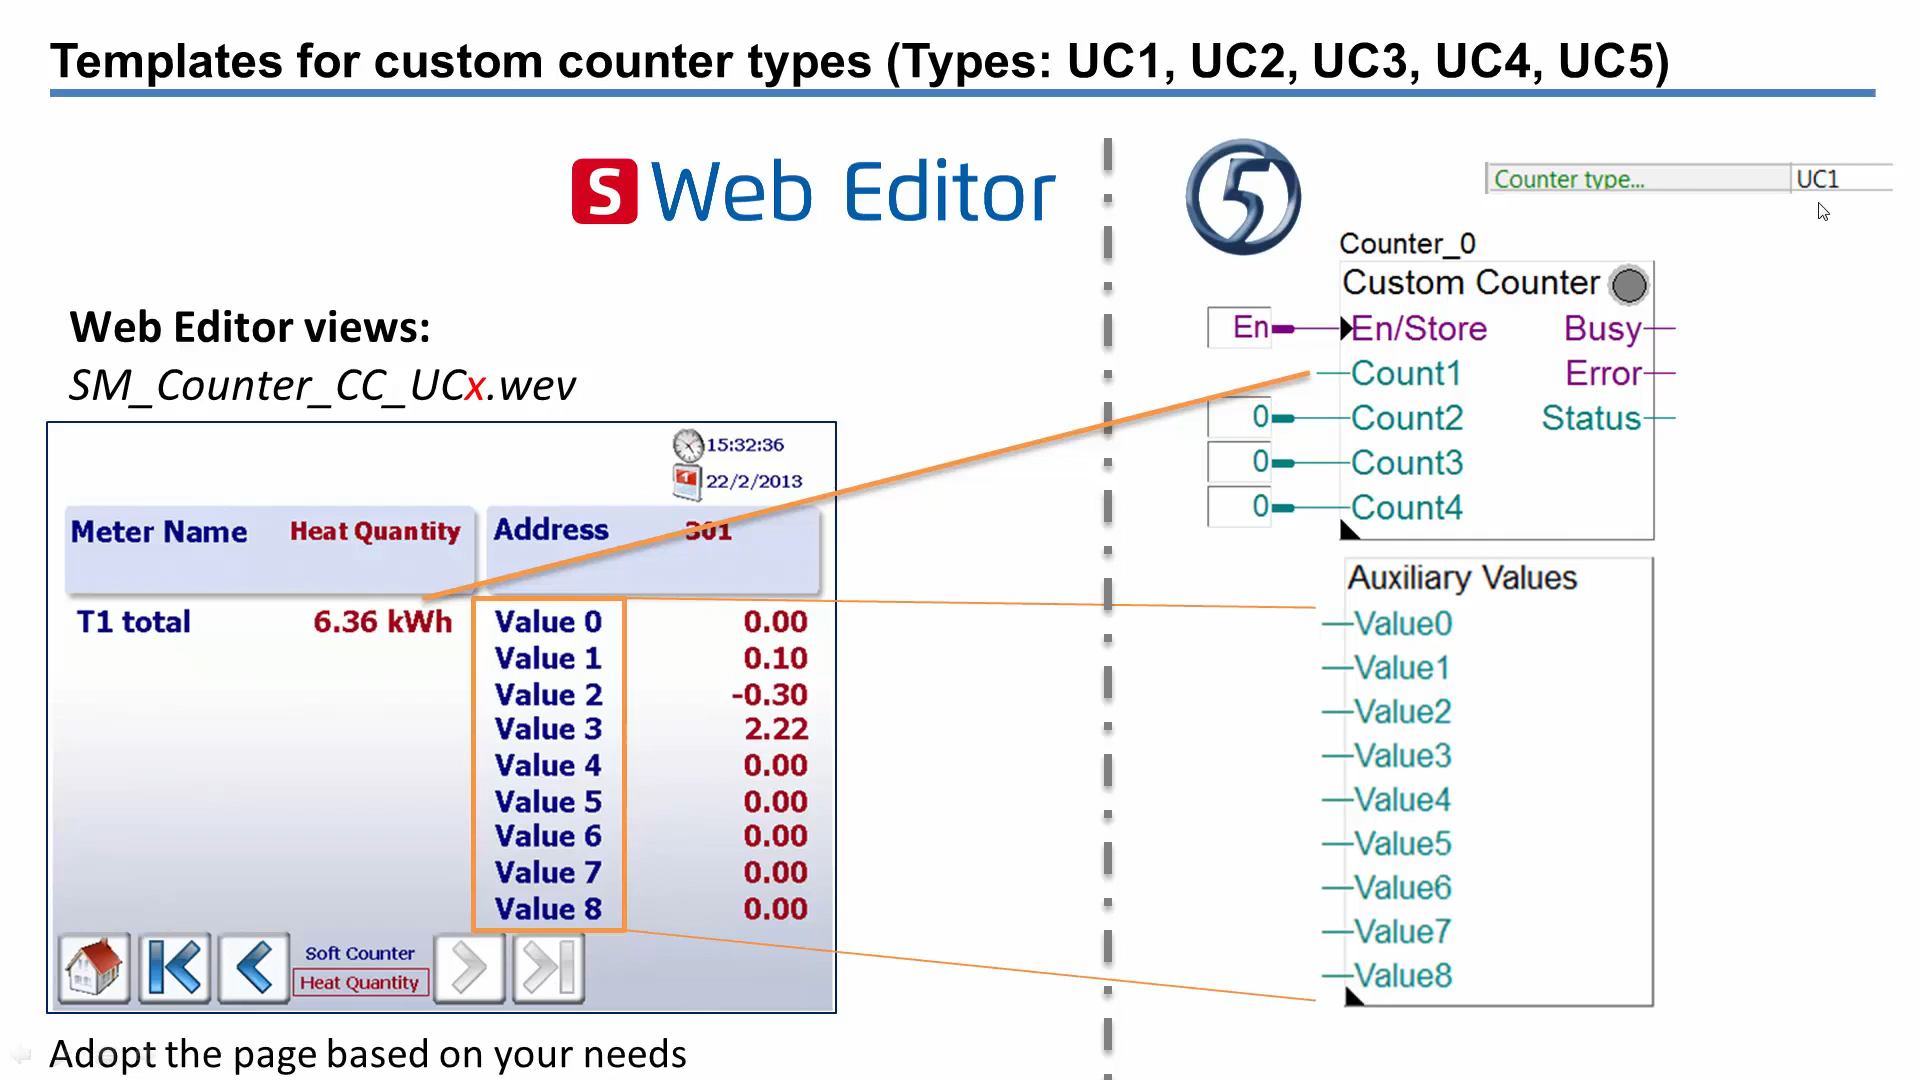 Templates for custom counter types (Types: UC1, UC2, UC3, UC4, UC5)
S Web Editor
Web Editor views:
SM_Counter_CC_UCx.wev
15:32:36
22/2/2013
Meter Name Heat Quantity Address 301
T1 total 6.36 kWh
Value 0 0.00
Value 1 0.10
Value 2 -0.30
Value 3 2.22
Value 4 0.00
Value 5 0.00
Value 6 0.00
Value 7 0.00
Value 8 0.00
Soft Counter
Heat Quantity
Adopt the page based on your needs
5
Counter type... UC1
Counter_0
Custom Counter
En En/Store Busy
Count1 Error
0 Count2 Status
0 Count3
0 Count4
Auxiliary Values
Value0
Value1
Value2
Value3
Value4
Value5
Value6
Value7
Value8